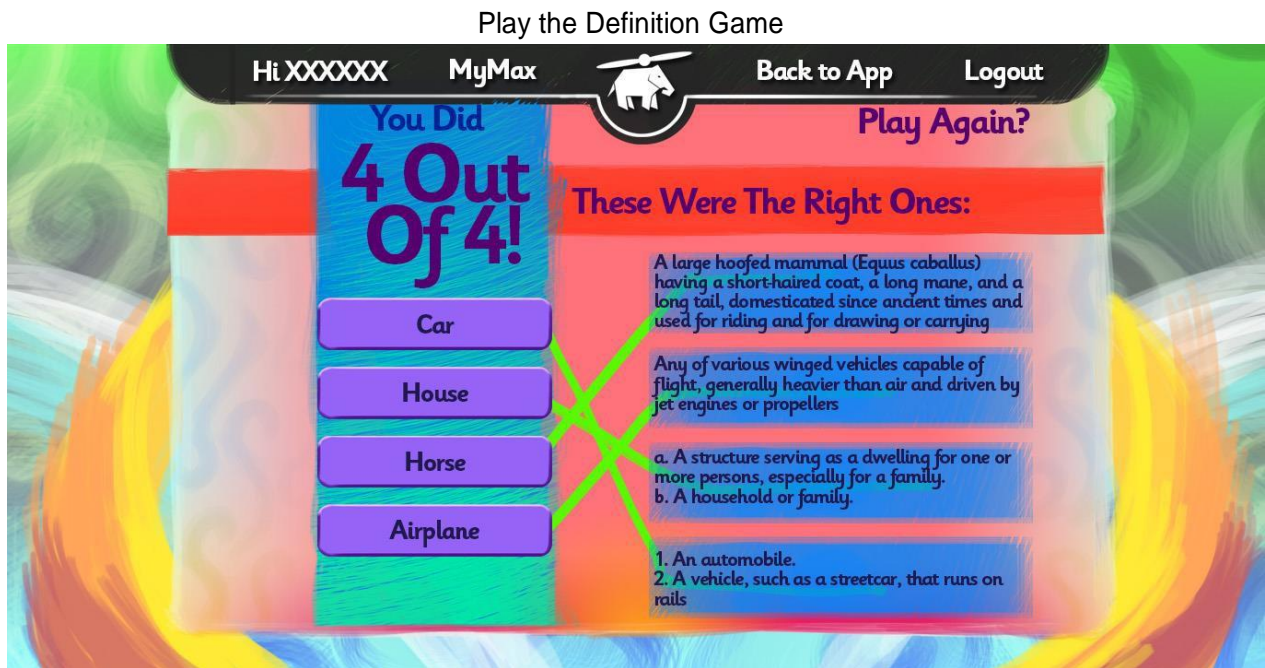 Play the Definition Game
Hi XXXXXX
MyMax
Back to App
Logout
You Did
4 Out
Of 4!
Play Again?
These Were The Right Ones:
Car
House
Horse
Airplane
A large hoofed mammal (Equus caballus)
having a short-haired coat, a long mane, and a
long tail, domesticated since ancient times and
used for riding and for drawing or carrying
Any of various winged vehicles capable of
flight, generally heavier than air and driven by
jet engines or propellers
a. A structure serving as a dwelling for one or
more persons, especially for a family.
b. A household or family.
1. An automobile.
2. A vehicle, such as a streetcar, that runs on
rails